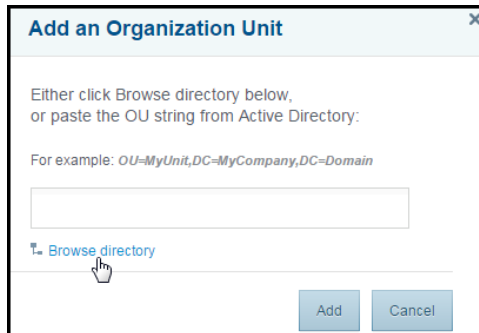 Add an Organization Unit
Either click Browse directory below,
or paste the OU string from Active Directory:
For example: OU=MyUnit,DC=MyCompany,DC=Domain
Browse directory
Add
Cancel